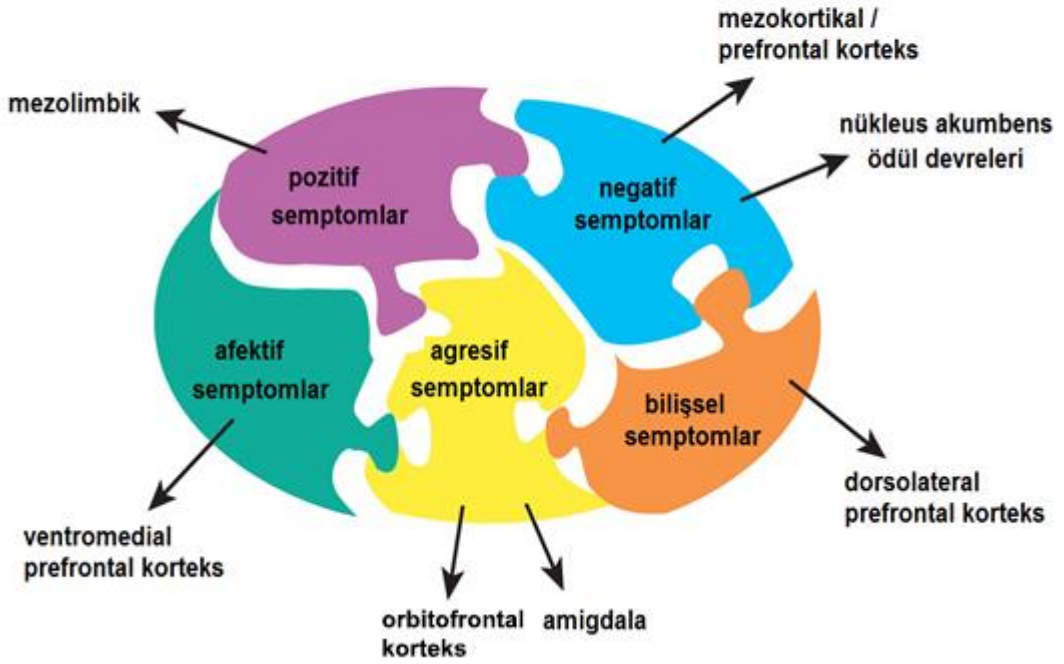 mezokortikal /
prefrontal korteks
mezolimbik
nükleus akumbens
ödül devreleri
pozitif
semptomlar
negatif
semptomlar
afektif
semptomlar
agresif
semptomlar
bilişsel
semptomlar
dorsolateral
prefrontal korteks
ventromedial
prefrontal korteks
orbitofrontal
korteks
amigdala